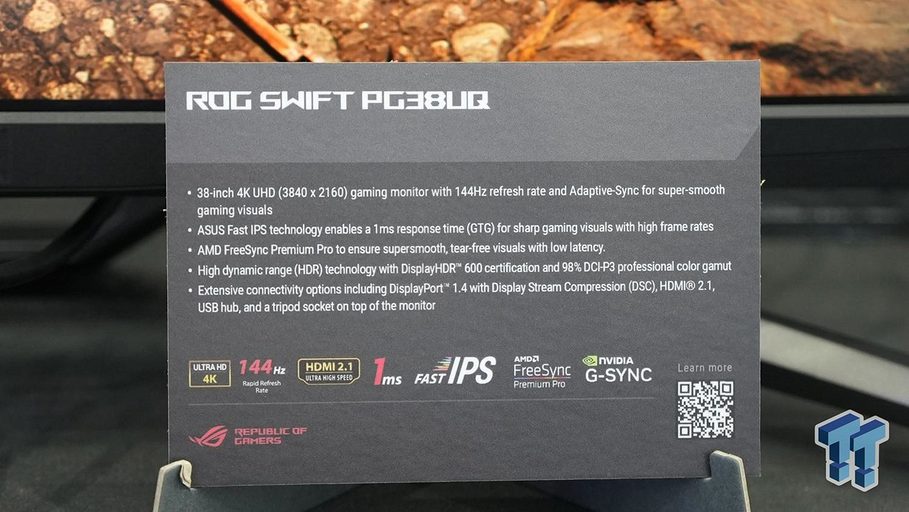 ROG SWIFT PG38UQ
• 38-inch 4K UHD (3840 x 2160) gaming monitor with 144Hz refresh rate and Adaptive-Sync for super-smooth
gaming visuals
• ASUS Fast IPS technology enables a 1ms response time (GTG) for sharp gaming visuals with high frame rates
• AMD FreeSync Premium Pro to ensure supersmooth, tear-free visuals with low latency.
• High dynamic range (HDR) technology with DisplayHDR™ 600 certification and 98% DCI-P3 professional color gamut
• Extensive connectivity options including DisplayPort™ 1.4 with Display Stream Compression (DSC), HDMI® 2.1,
USB hub, and a tripod socket on top of the monitor
ULTRA HD
4K
144Hz
Rapid Refresh
Rate
HDMI 2.1
ULTRA HIGH SPEED
1ms
FAST IPS
AMD
FreeSync
Premium Pro
NVIDIA
G-SYNC
Learn more
REPUBLIC OF
GAMERS
TT